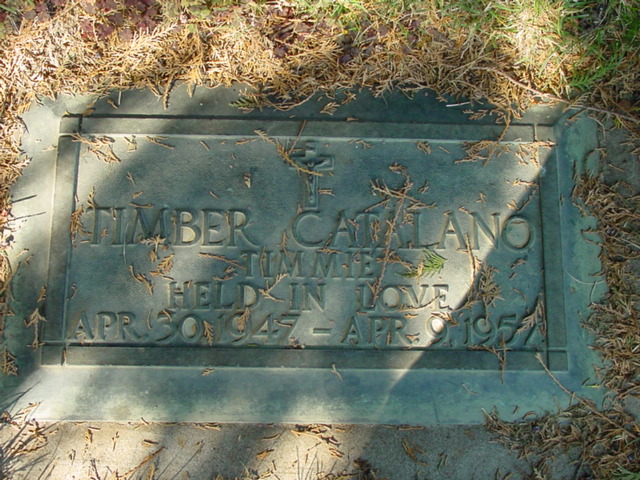 TIMBER CATALANO
TIMMIE
HELD IN LOVE
APR. 30. 1947 – APR. 9. 1957